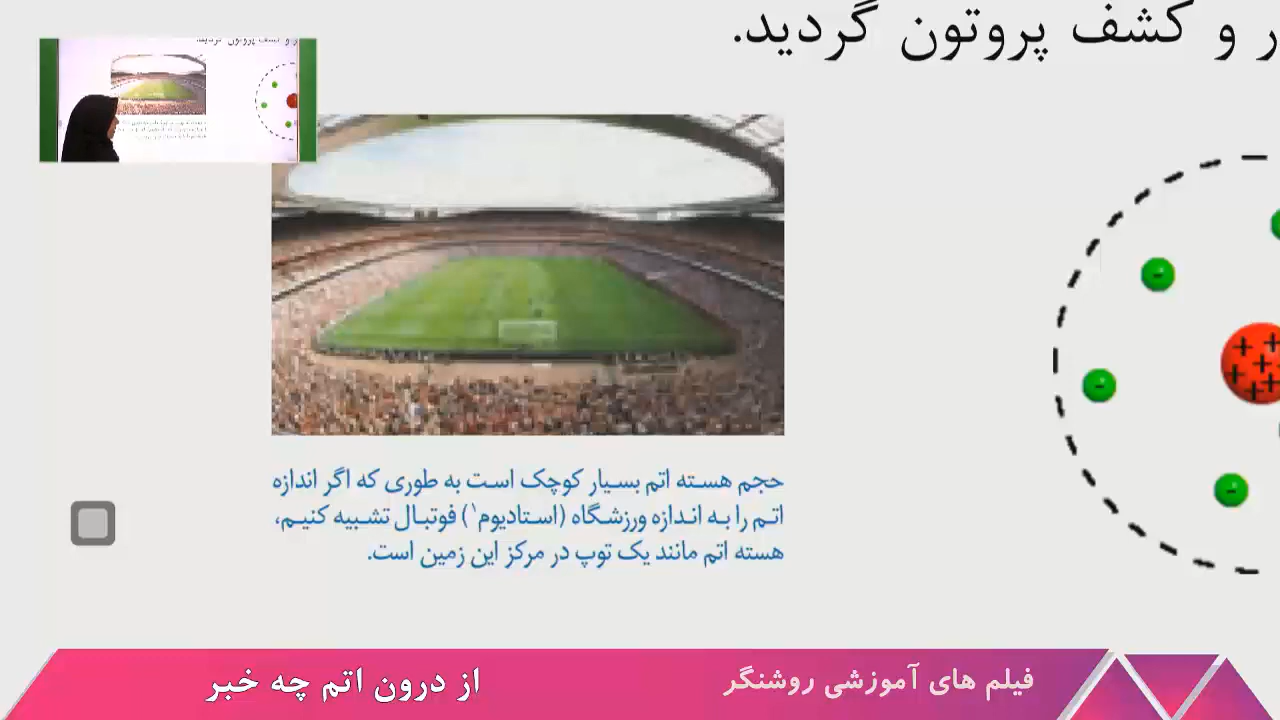 ر و کشف پروتون گردید.
حجم هسته اتم بسیار کوچک است به طوری که اگر اندازه
اتم را به اندازه ورزشگاه (استادیوم۱) فوتبال تشبیه کنیم،
هسته اتم مانند یک توپ در مرکز این زمین است.
فیلم های آموزشی روشنگر
از درون اتم چه خبر